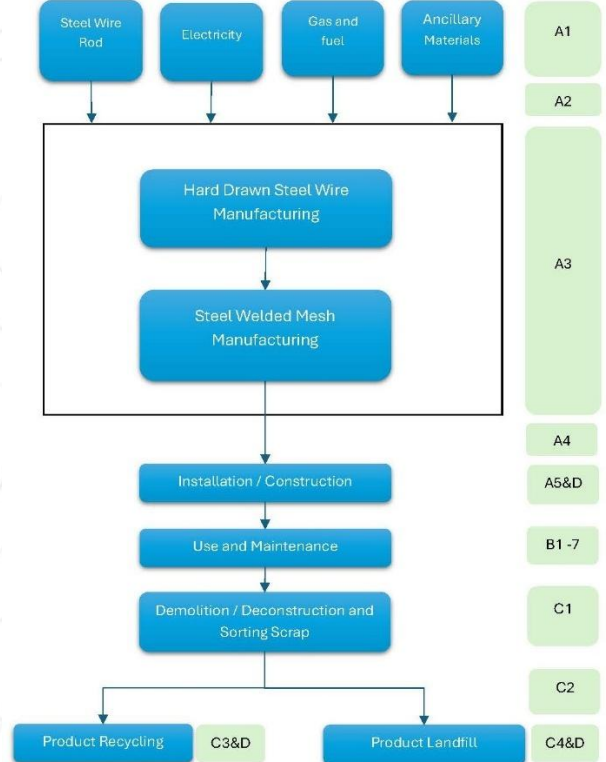 Steel Wire
Rod
Electricity
Gas and
fuel
Ancillary
Materials
A1
A2
Hard Drawn Steel Wire
Manufacturing
A3
Steel Welded Mesh
Manufacturing
A4
Installation / Construction
A5&D
Use and Maintenance
B1 -7
Demolition / Deconstruction and
Sorting Scrap
C1
C2
Product Recycling
C3&D
Product Landfill
C4&D